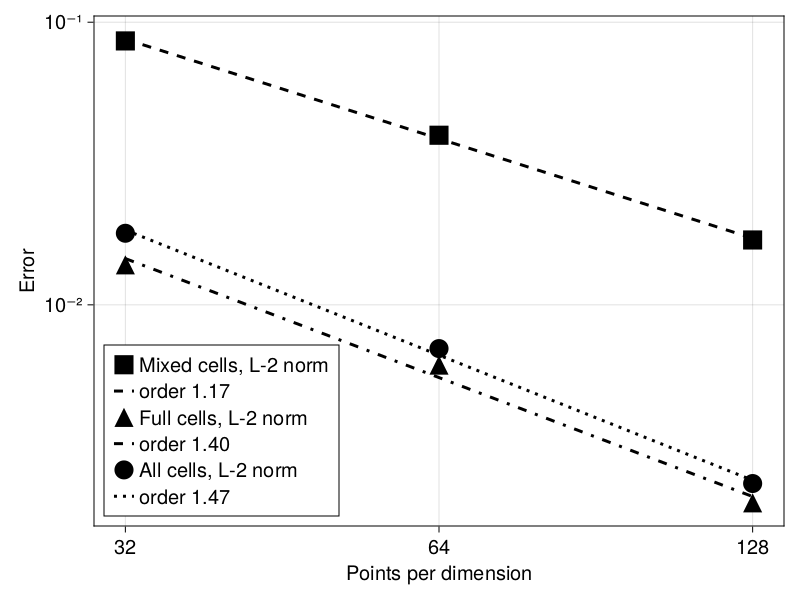 10⁻¹
Error
10⁻²
Mixed cells, L-2 norm
order 1.17
Full cells, L-2 norm
order 1.40
All cells, L-2 norm
order 1.47
32
64
128
Points per dimension